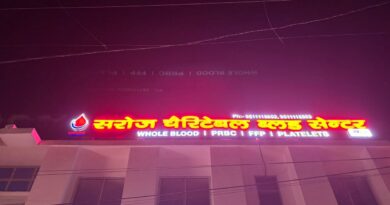 सरोज चैरिटेबल ब्लड सेन्टर
WHOLE BLOOD | PRBC | FFP | PLATELETS